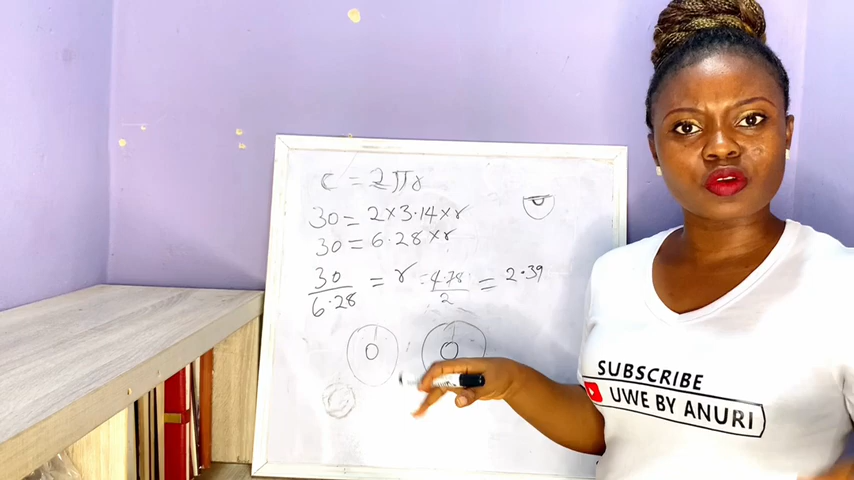 C = 2πr
30 = 2×3.14×r
30 = 6.28×r
30/6.28 = r = 4.78/2 = 2.39
SUBSCRIBE
UWE BY ANURI